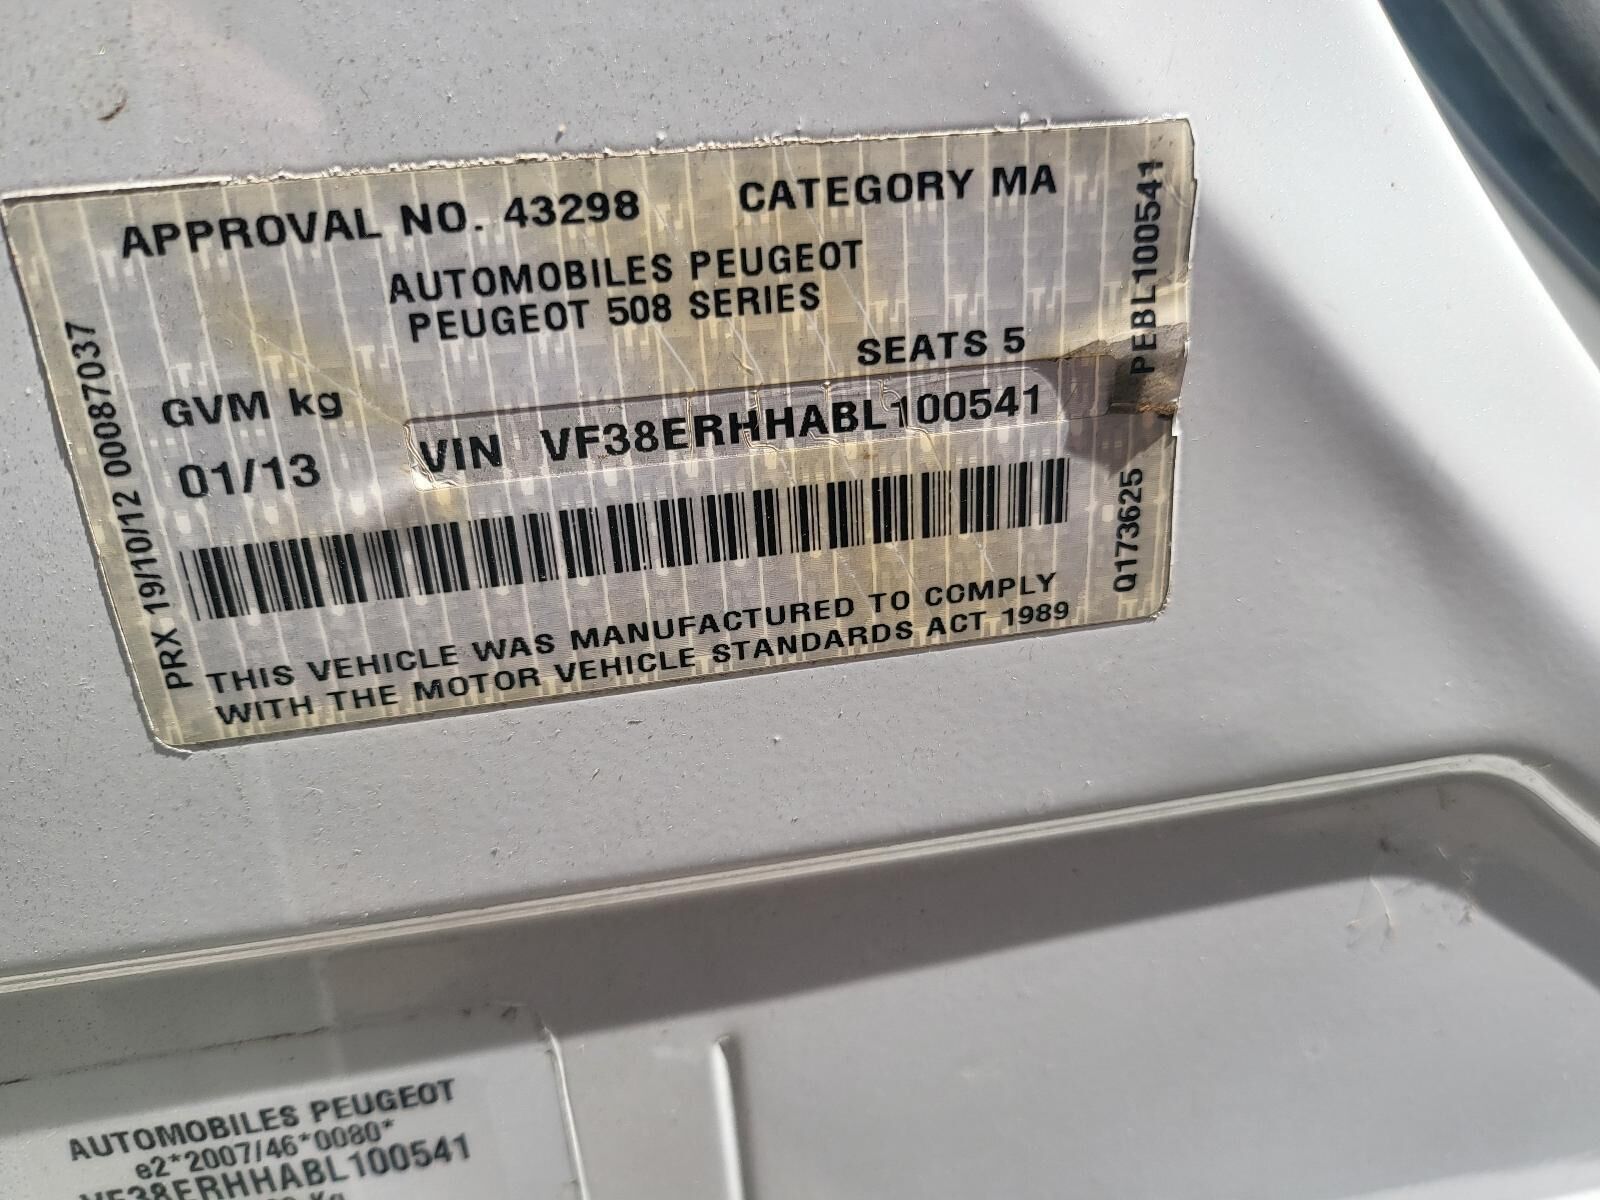 APPROVAL NO. 43298 CATEGORY MA
AUTOMOBILES PEUGEOT
PEUGEOT 508 SERIES
SEATS 5
GVM kg
01/13
VIN VF38ERHHABL100541
THIS VEHICLE WAS MANUFACTURED TO COMPLY
WITH THE MOTOR VEHICLE STANDARDS ACT 1989
PRX 19/10/12 00087037
PEBL100541
Q173625
AUTOMOBILES PEUGEOT
e2*2007/46*0080*
VF38ERHHABL100541